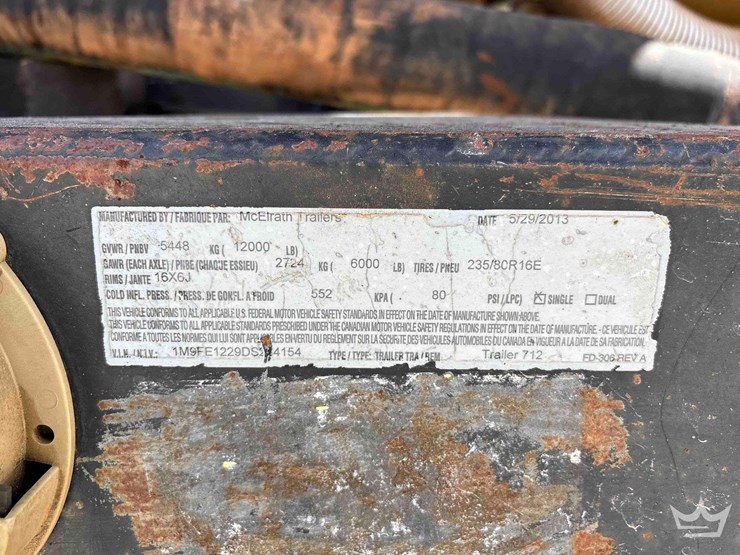 MANUFACTURED BY / FABRIQUE PAR: McElrath Trailers DATE 5/29/2013
GVWR / PNBV 5448 KG ( 12000 LB)
GAWR (EACH AXLE) / PNBE (CHAQUE ESSIEU) 2724 KG ( 6000 LB) TIRES / PNEU 235/80R16E
RIMS / JANTE 16X6J
COLD INFL. PRESS. / PRESS. DE GONFL. A FROID 552 KPA ( 80 PSI / LPC) SINGLE DUAL
THIS VEHICLE CONFORMS TO ALL APPLICABLE U.S. FEDERAL MOTOR VEHICLE SAFETY STANDARDS IN EFFECT ON THE DATE OF MANUFACTURE SHOWN ABOVE.
THIS VEHICLE CONFORMS TO ALL APPLICABLE STANDARDS PRESCRIBED UNDER THE CANADIAN MOTOR VEHICLE SAFETY REGULATIONS IN EFFECT ON THE DATE OF MANUFACTURE. - CE VEHICULE EST
CONFORME A TOUTES LES NORMES QUI LUI SONT APPLICABLES EN VERTU DU REGLEMENT SUR LA SECURITE DES VEHICULES AUTOMOBILES DU CANADA EN VIGUEUR A LA DATE DE SA FABRICATION.
V.I.N. / N.I.V.: TYPE / TYPE: TRAILER TRA / REM Trailer 712 FD-306 REV A